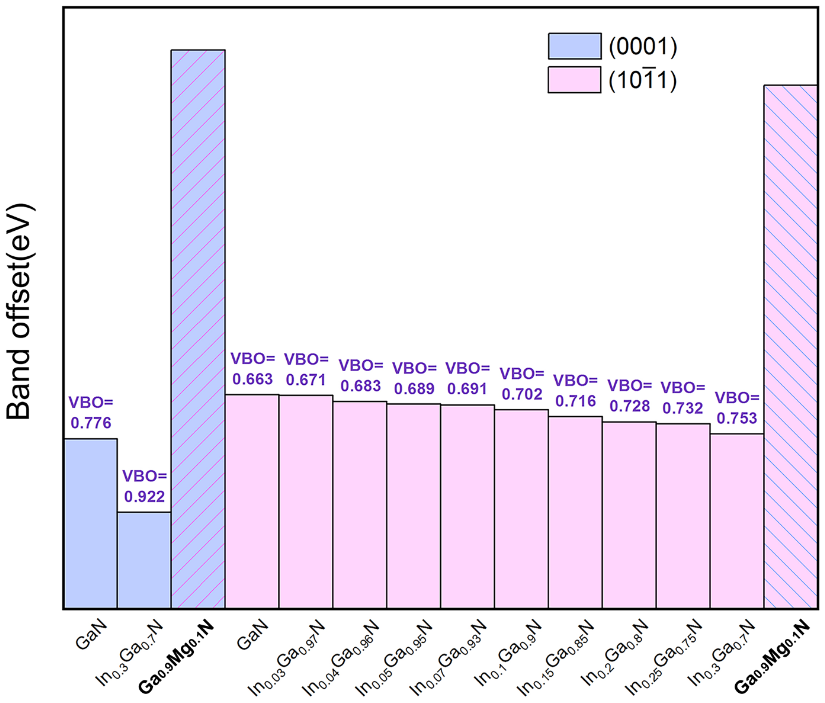 Band offset(eV)
(0001)
(101̅1)
VBO=
0.776
VBO=
0.922
VBO=
0.663
VBO=
0.671
VBO=
0.683
VBO=
0.689
VBO=
0.691
VBO=
0.702
VBO=
0.716
VBO=
0.728
VBO=
0.732
VBO=
0.753
GaN
In₀.₃Ga₀.₇N
Ga₀.₉Mg₀.₁N
GaN
In₀.₀₃Ga₀.₉₇N
In₀.₀₄Ga₀.₉₆N
In₀.₀₅Ga₀.₉₅N
In₀.₀₇Ga₀.₉₃N
In₀.₁Ga₀.₉N
In₀.₁₅Ga₀.₈₅N
In₀.₂Ga₀.₈N
In₀.₂₅Ga₀.₇₅N
In₀.₃Ga₀.₇N
Ga₀.₉Mg₀.₁N